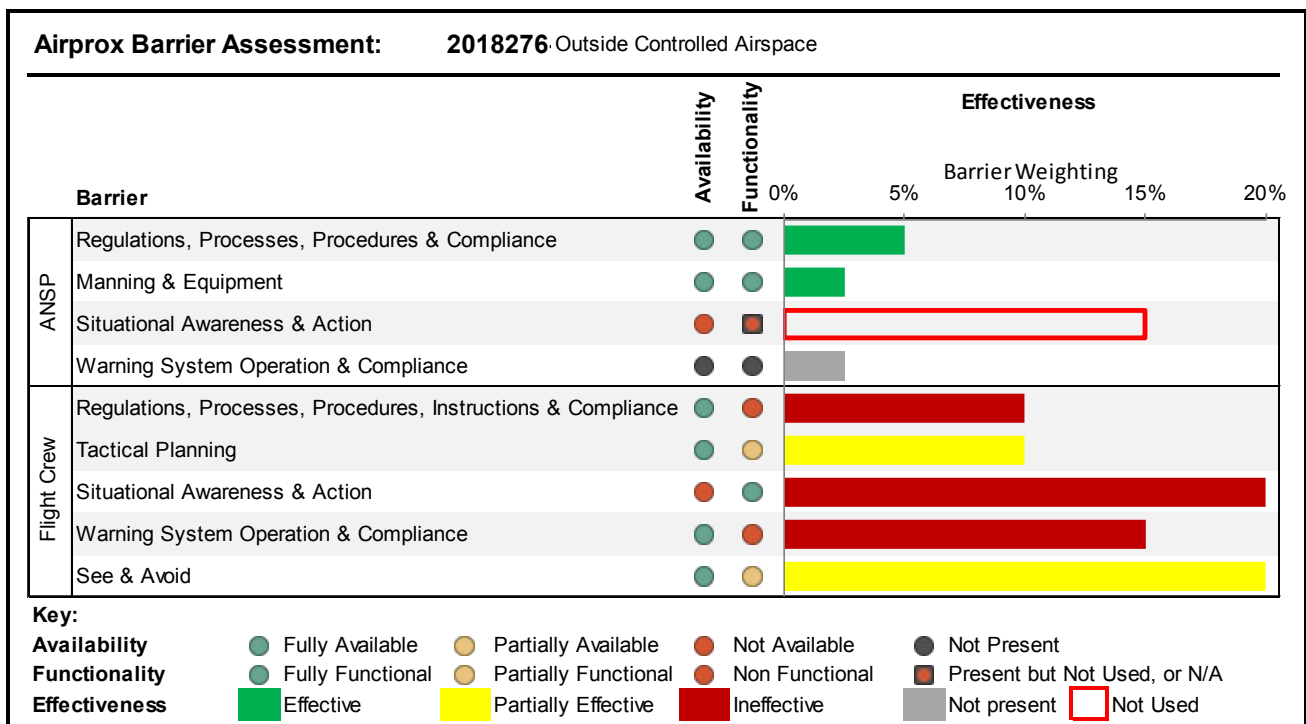 Airprox Barrier Assessment: 2018276 Outside Controlled Airspace
Availability
Functionality
Effectiveness
Barrier Weighting
Barrier
0% 5% 10% 15% 20%
ANSP
Regulations, Processes, Procedures & Compliance
Manning & Equipment
Situational Awareness & Action
Warning System Operation & Compliance
Flight Crew
Regulations, Processes, Procedures, Instructions & Compliance
Tactical Planning
Situational Awareness & Action
Warning System Operation & Compliance
See & Avoid
Key:
Availability Fully Available Partially Available Not Available Not Present
Functionality Fully Functional Partially Functional Non Functional Present but Not Used, or N/A
Effectiveness Effective Partially Effective Ineffective Not present Not Used